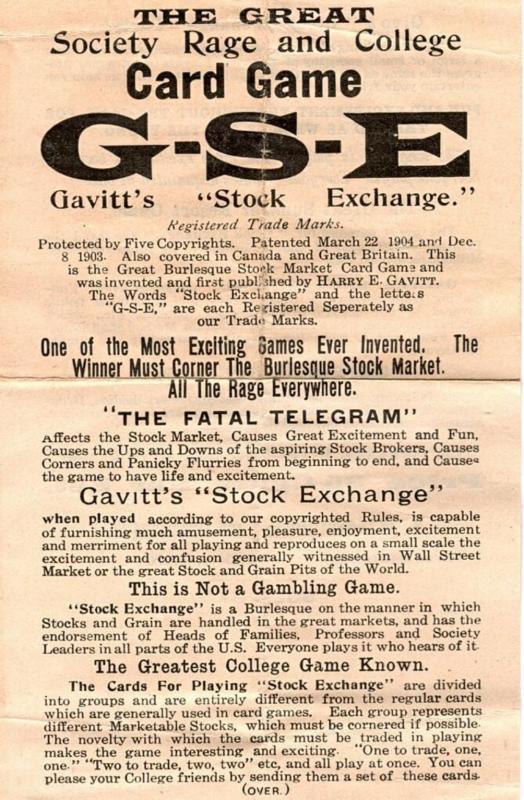 THE GREAT
Society Rage and College
Card Game
G-S-E
Gavitt's "Stock Exchange."
Registered Trade Marks.
Protected by Five Copyrights. Patented March 22 1904 and Dec.
8 1903. Also covered in Canada and Great Britain. This
is the Great Burlesque Stock Market Card Game and
was invented and first published by HARRY E. GAVITT.
The Words "Stock Exchange" and the letters
"G-S-E," are each Registered Seperately as
our Trade Marks.
One of the Most Exciting Games Ever Invented. The
Winner Must Corner The Burlesque Stock Market.
All The Rage Everywhere.
"THE FATAL TELEGRAM"
Affects the Stock Market, Causes Great Excitement and Fun,
Causes the Ups and Downs of the aspiring Stock Brokers, Causes
Corners and Panicky Flurries from beginning to end, and Causes
the game to have life and excitement.
Gavitt's "Stock Exchange"
when played according to our copyrighted Rules, is capable
of furnishing much amusement, pleasure, enjoyment, excitement
and merriment for all playing and reproduces on a small scale the
excitement and confusion generally witnessed in Wall Street
Market or the great Stock and Grain Pits of the World.
This is Not a Gambling Game.
"Stock Exchange" is a Burlesque on the manner in which
Stocks and Grain are handled in the great markets, and has the
endorsement of Heads of Families, Professors and Society
Leaders in all parts of the U.S. Everyone plays it who hears of it.
The Greatest College Game Known.
The Cards For Playing "Stock Exchange" are divided
into groups and are entirely different from the regular cards
which are generally used in card games. Each group represents
different Marketable Stocks, which must be cornered if possible.
The novelty with which the cards must be traded in playing
makes the game interesting and exciting. "One to trade, one,
one." "Two to trade, two, two" etc, and all play at once. You can
please your College friends by sending them a set of these cards.
(OVER.)